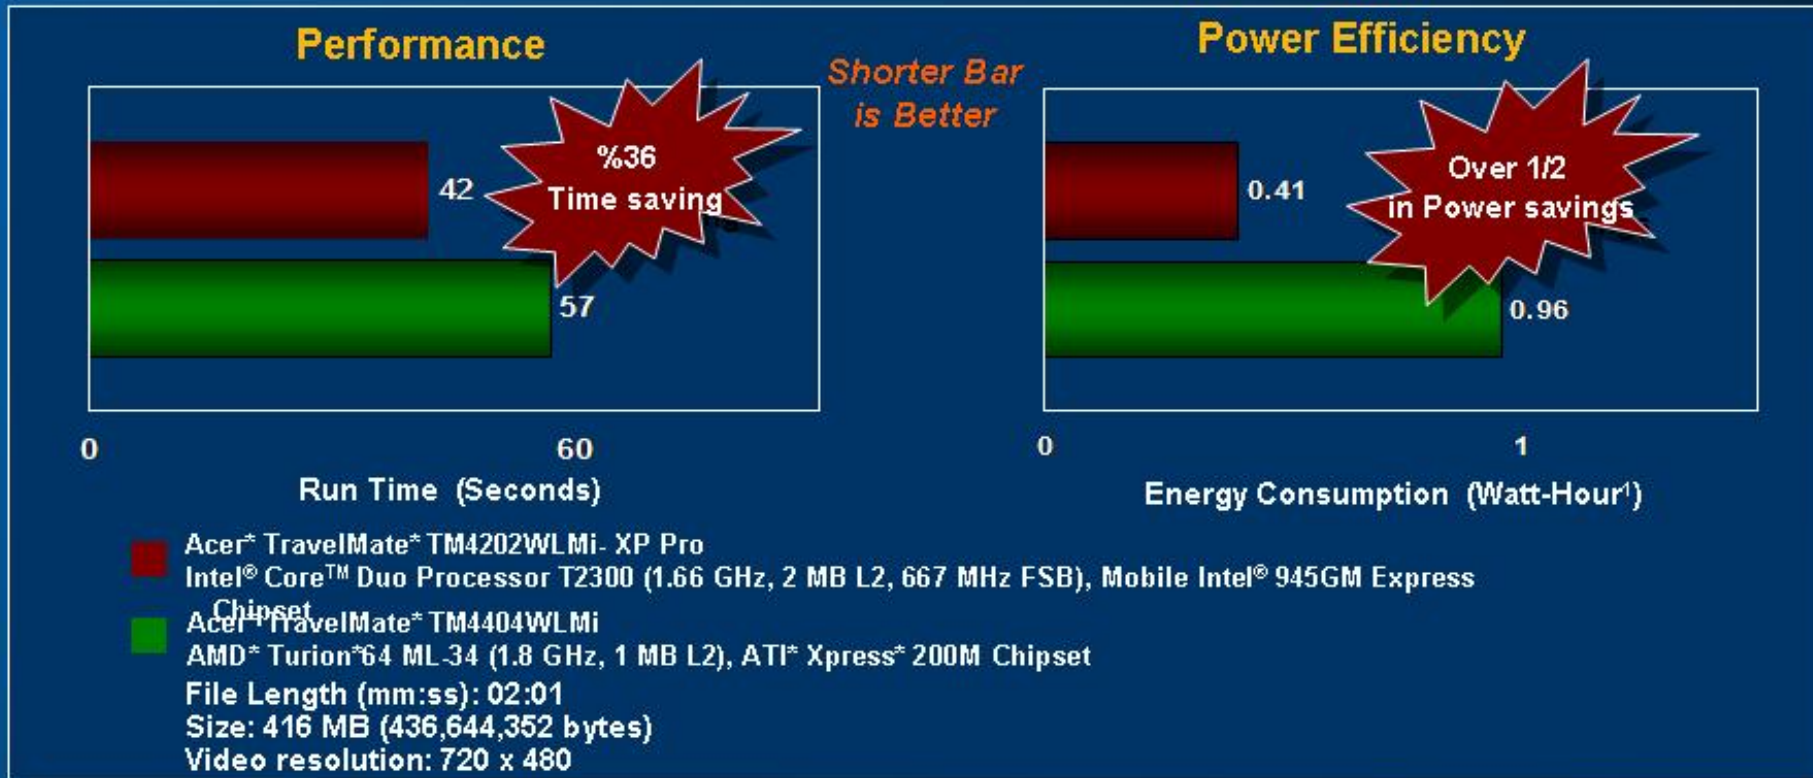 Performance
Shorter Bar
is Better
Power Efficiency
%36
Time saving
42
57
0
60
Run Time (Seconds)
Over 1/2
in Power savings
0.41
0.96
0
1
Energy Consumption (Watt-Hour¹)
Acer* TravelMate* TM4202WLMi- XP Pro
Intel® Core™ Duo Processor T2300 (1.66 GHz, 2 MB L2, 667 MHz FSB), Mobile Intel® 945GM Express
Chipset
Acer* TravelMate* TM4404WLMi
AMD* Turion*64 ML-34 (1.8 GHz, 1 MB L2), ATI* Xpress* 200M Chipset
File Length (mm:ss): 02:01
Size: 416 MB (436,644,352 bytes)
Video resolution: 720 x 480